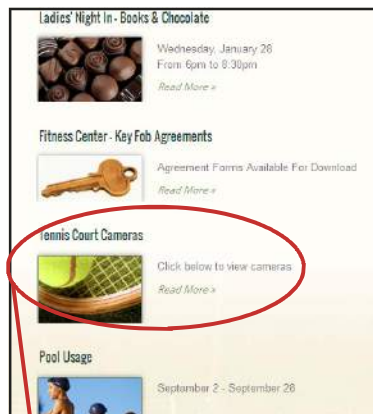 Ladies' Night In - Books & Chocolate
Wednesday, January 28
From 6pm to 8:30pm
Read More »
Fitness Center - Key Fob Agreements
Agreement Forms Available For Download
Read More »
Tennis Court Cameras
Click below to view cameras
Read More »
Pool Usage
September 2 - September 28